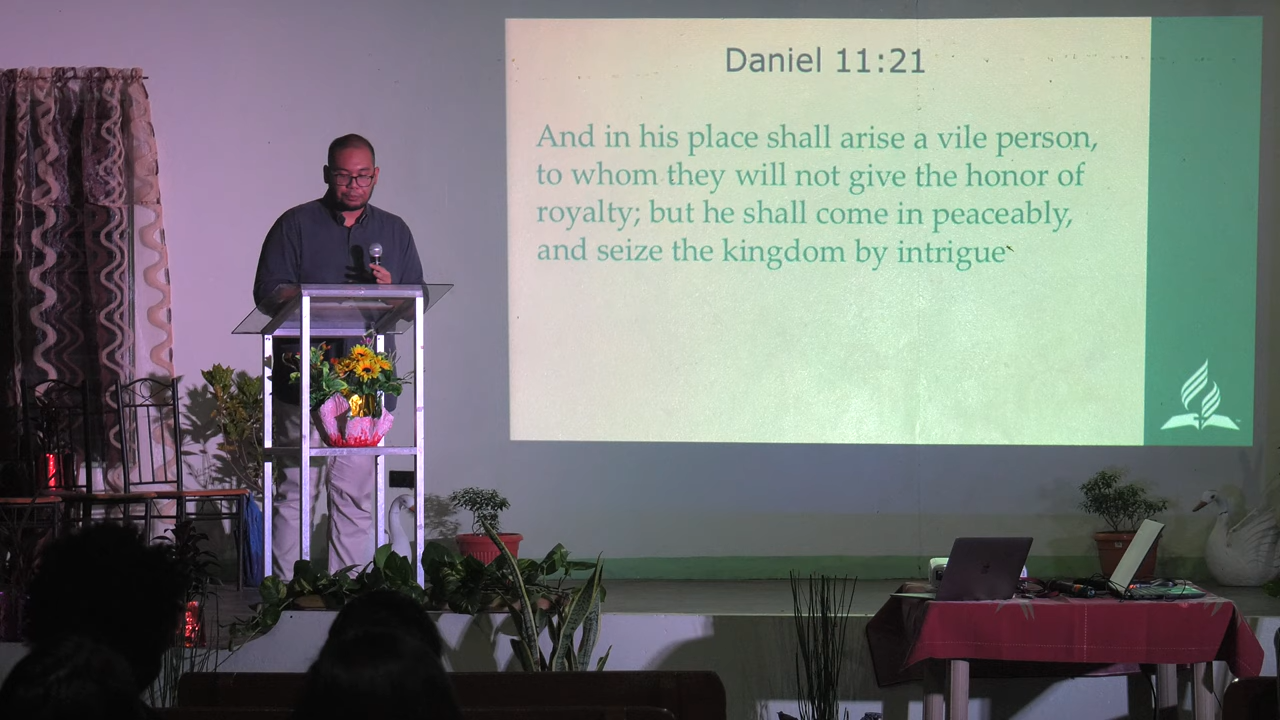 Daniel 11:21
And in his place shall arise a vile person,
to whom they will not give the honor of
royalty; but he shall come in peaceably,
and seize the kingdom by intrigue`